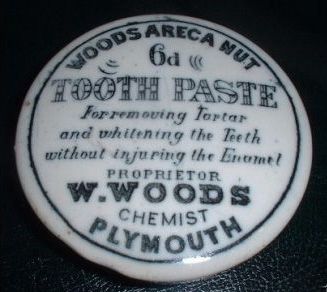 WOODS ARECA NUT
6d
TOOTH PASTE
For removing Tartar
and whitening the Teeth
without injuring the Enamel
PROPRIETOR
W. WOODS
CHEMIST
PLYMOUTH